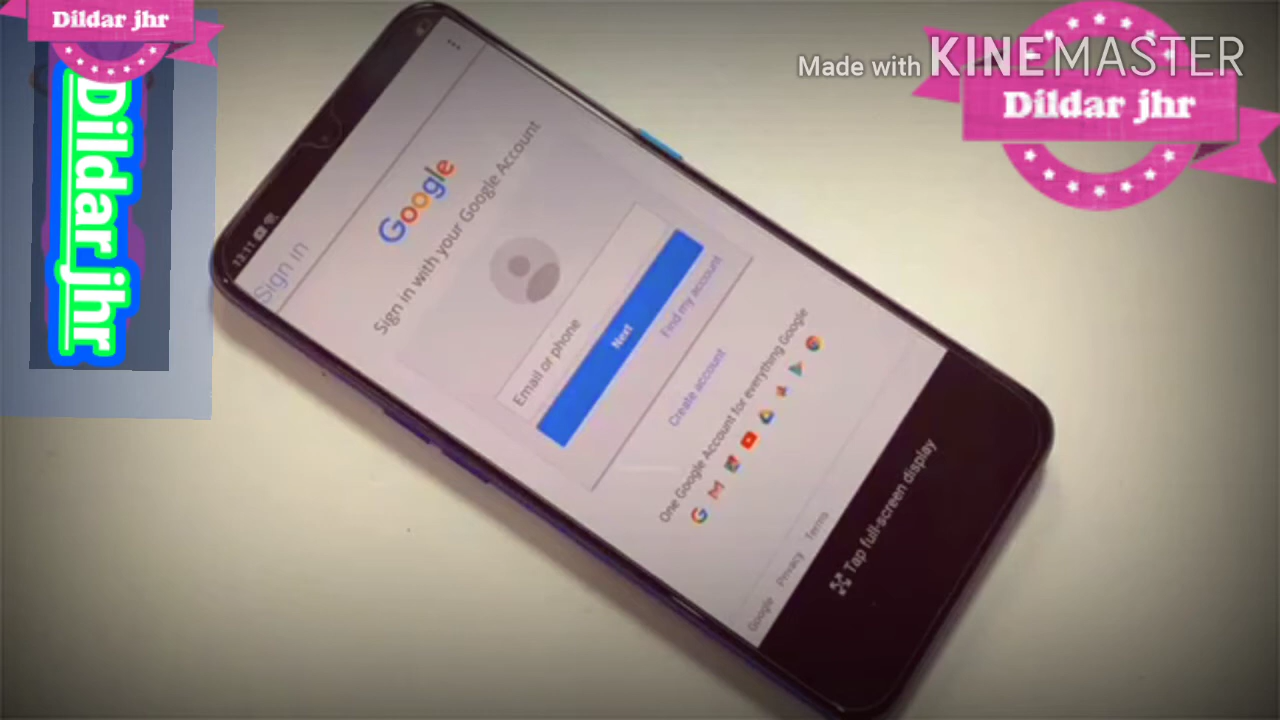 Dildar jhr
Dildar jhr
Made with KINEMASTER
Dildar jhr
13:11
Sign in
Google
Sign in with your Google Account
Email or phone
Next
Find my account
Create account
One Google Account for everything Google
Google Privacy Terms
Tap full-screen display